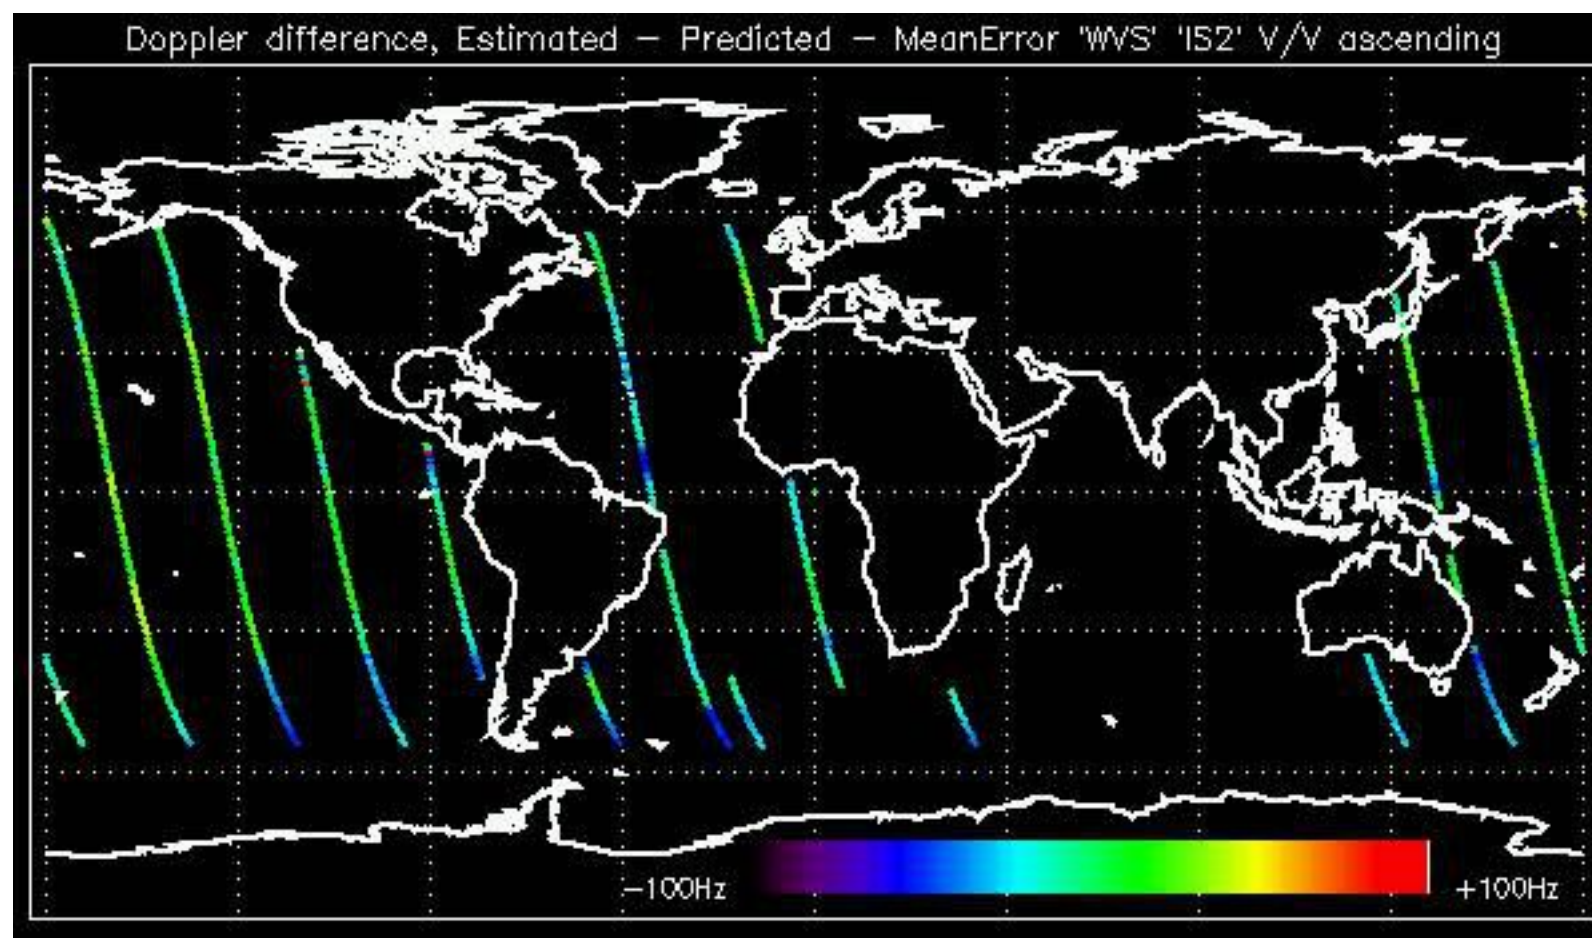 Doppler difference, Estimated – Predicted – MeanError 'WVS' 'IS2' V/V ascending
−100Hz
+100Hz